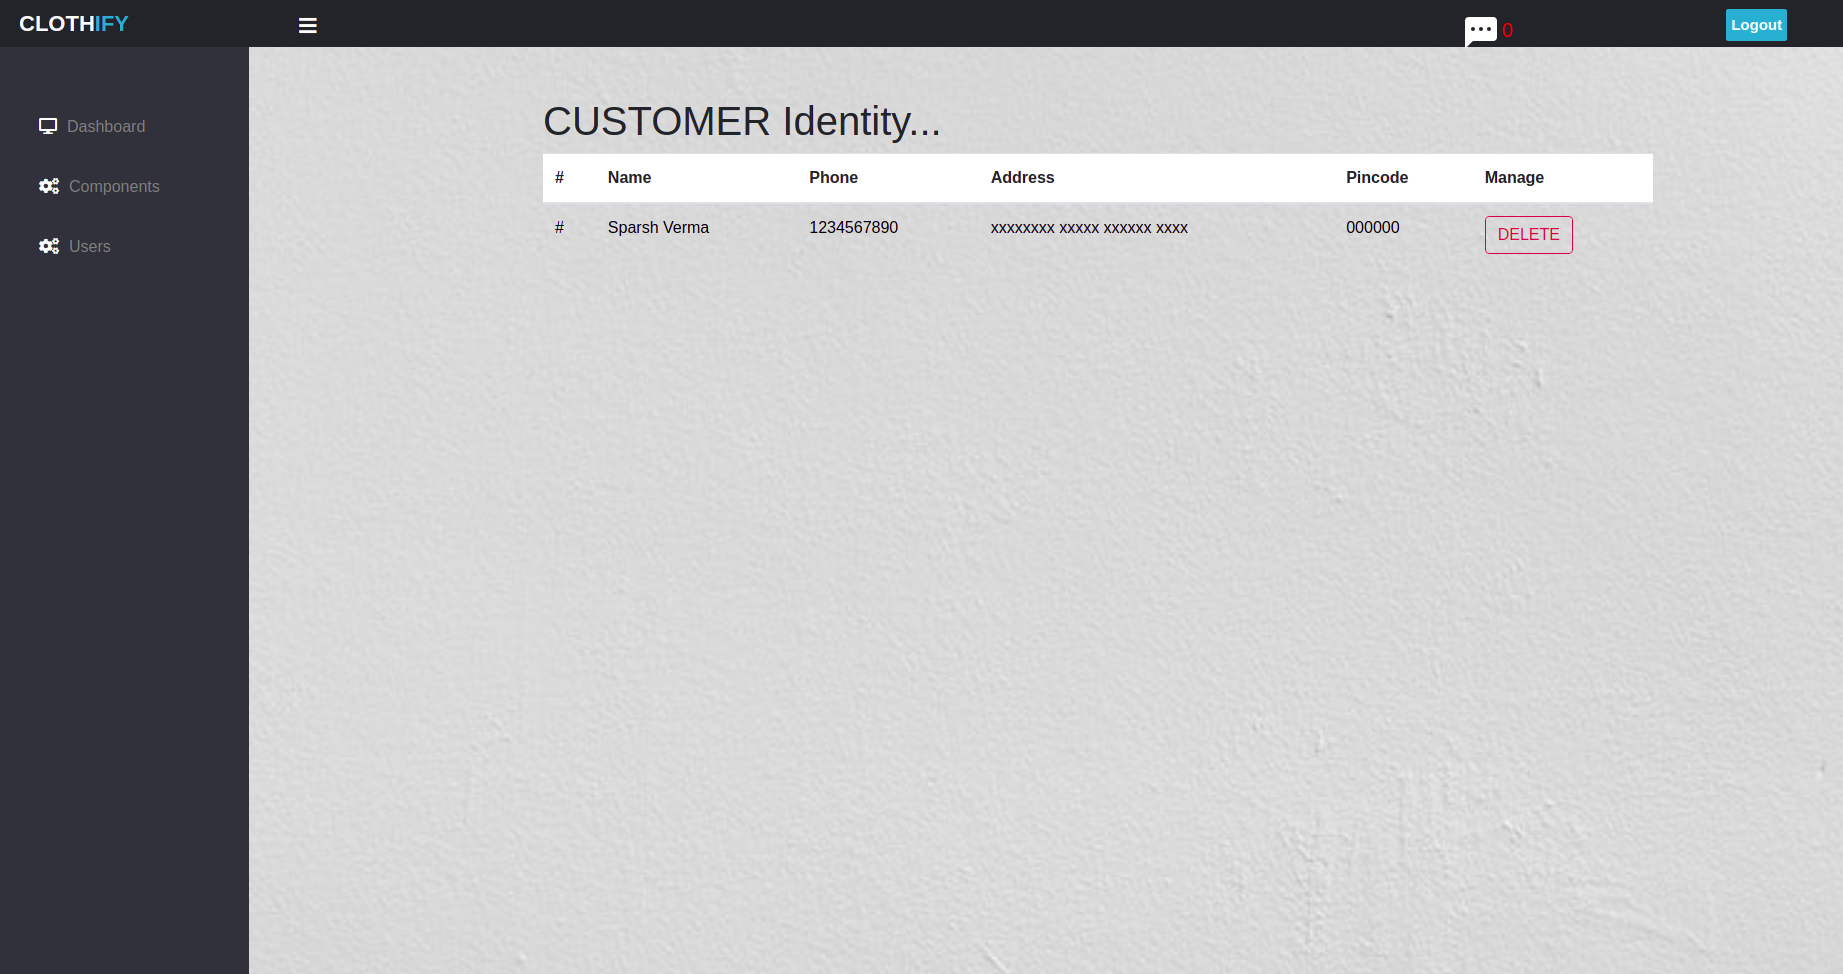 CLOTHIFY
0
Logout
Dashboard
Components
Users
CUSTOMER Identity...
# Name Phone Address Pincode Manage
# Sparsh Verma 1234567890 xxxxxxxx xxxxx xxxxxx xxxx 000000 DELETE